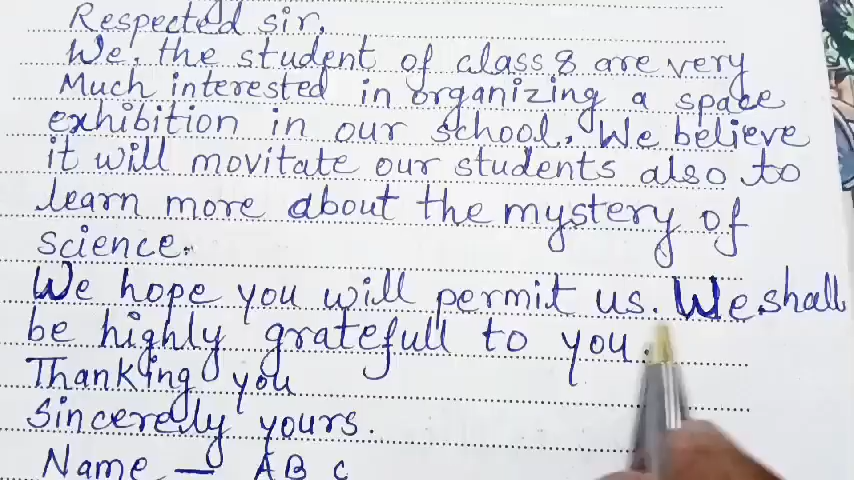 Respected sir,
We, the student of class 8 are very
Much interested in organizing a space
exhibition in our school. We believe
it will movitate our students also to
learn more about the mystery of
science.
We hope you will permit us. We shall
be highly gratefull to you.
Thanking you
Sincerelly yours.
Name — ABC